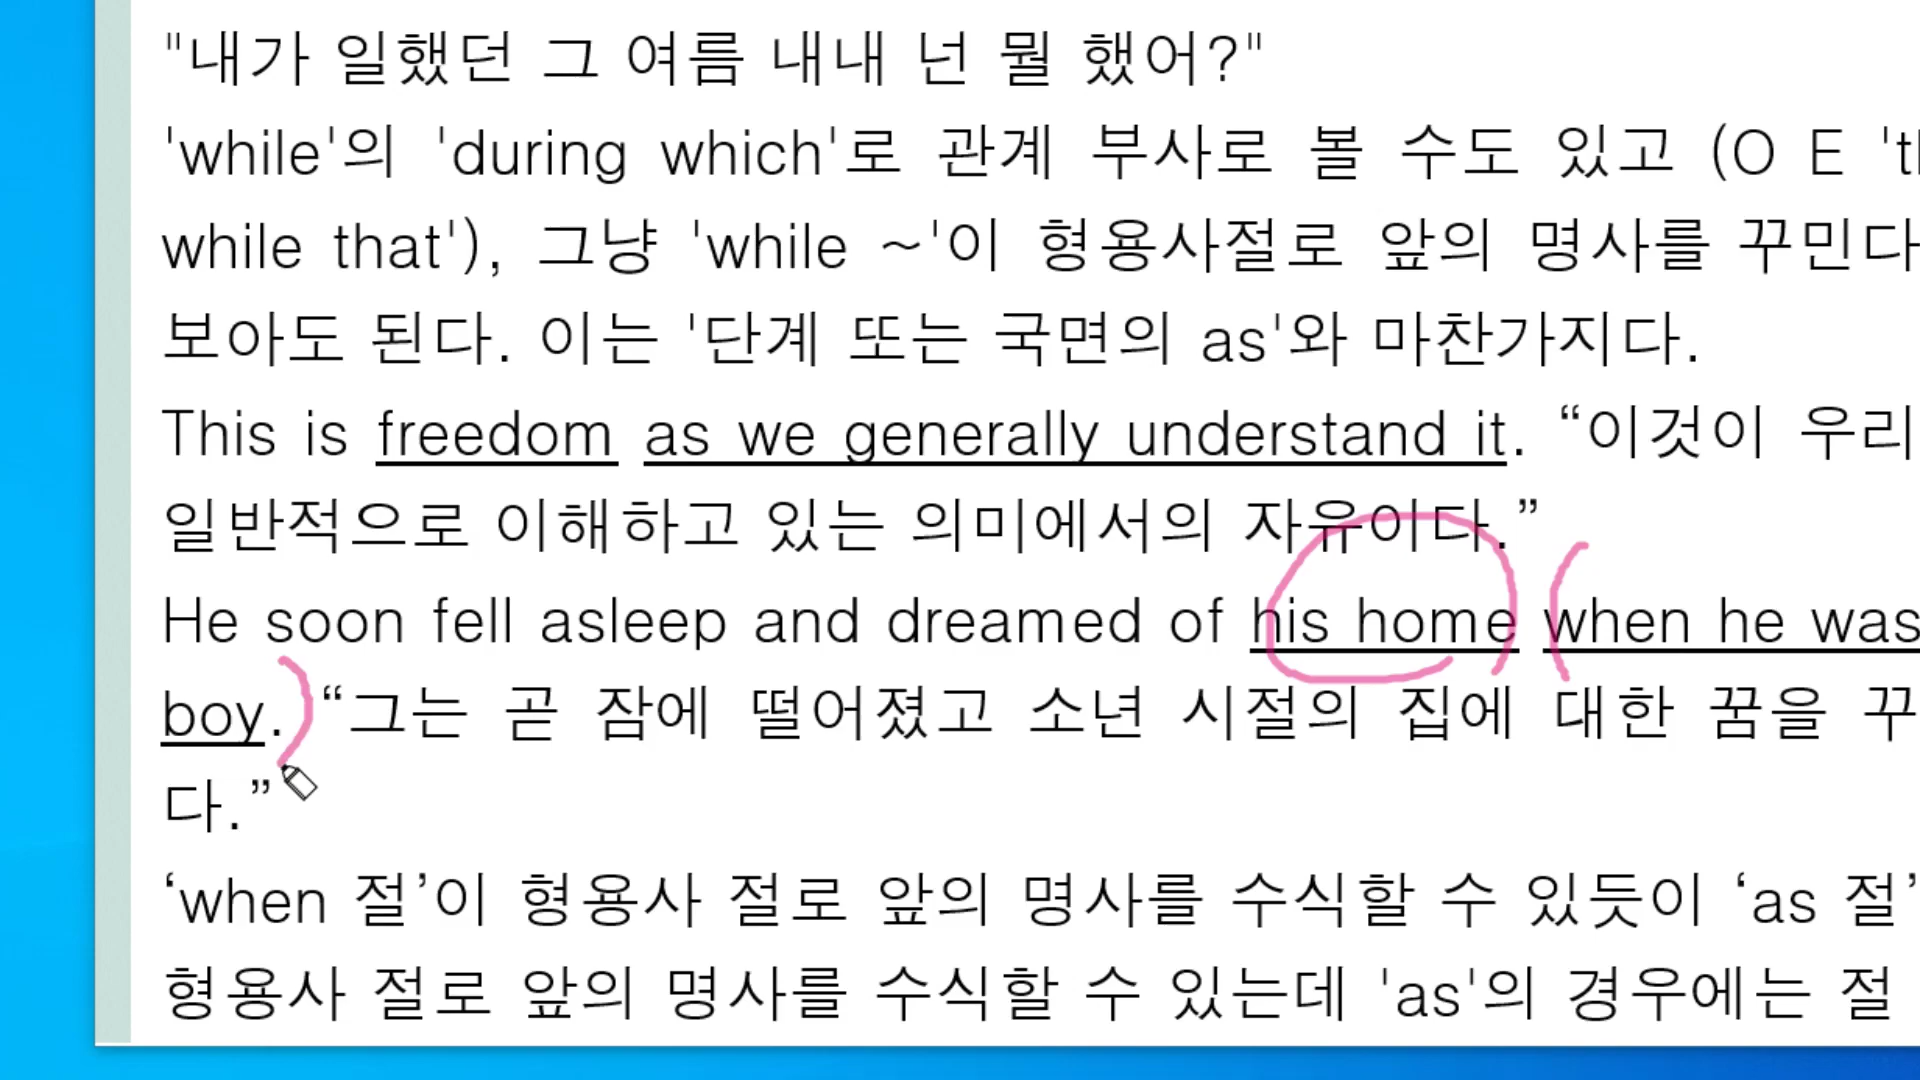 "내가 일했던 그 여름 내내 넌 뭘 했어?"
'while'의 'during which'로 관계 부사로 볼 수도 있고 (O E
while that'), 그냥 'while ~'이 형용사절로 앞의 명사를 꾸민다
보아도 된다. 이는 '단계 또는 국면의 as'와 마찬가지다.
This is freedom as we generally understand it. “이것이 우리
일반적으로 이해하고 있는 의미에서의 자유이다.”
He soon fell asleep and dreamed of his home when he was
boy. “그는 곧 잠에 떨어졌고 소년 시절의 집에 대한 꿈을 꾸
다.”
‘when 절’이 형용사 절로 앞의 명사를 수식할 수 있듯이 ‘as 절’
형용사 절로 앞의 명사를 수식할 수 있는데 'as'의 경우에는 절